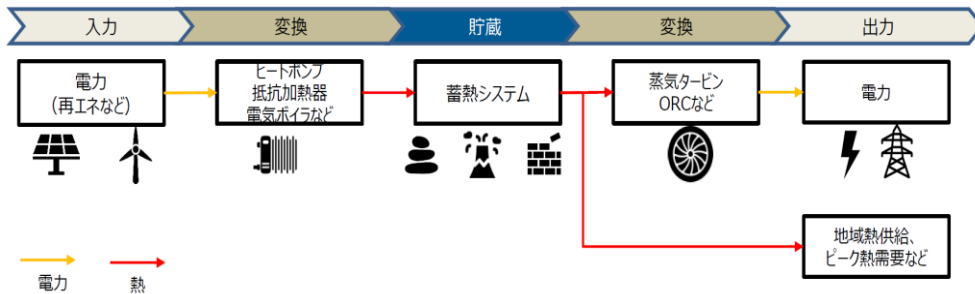 入力
変換
貯蔵
変換
出力
電力
（再エネなど）
ヒートポンプ
抵抗加熱器
電気ボイラなど
蓄熱システム
蒸気タービン
ORCなど
電力
地域熱供給、
ピーク熱需要など
電力
熱